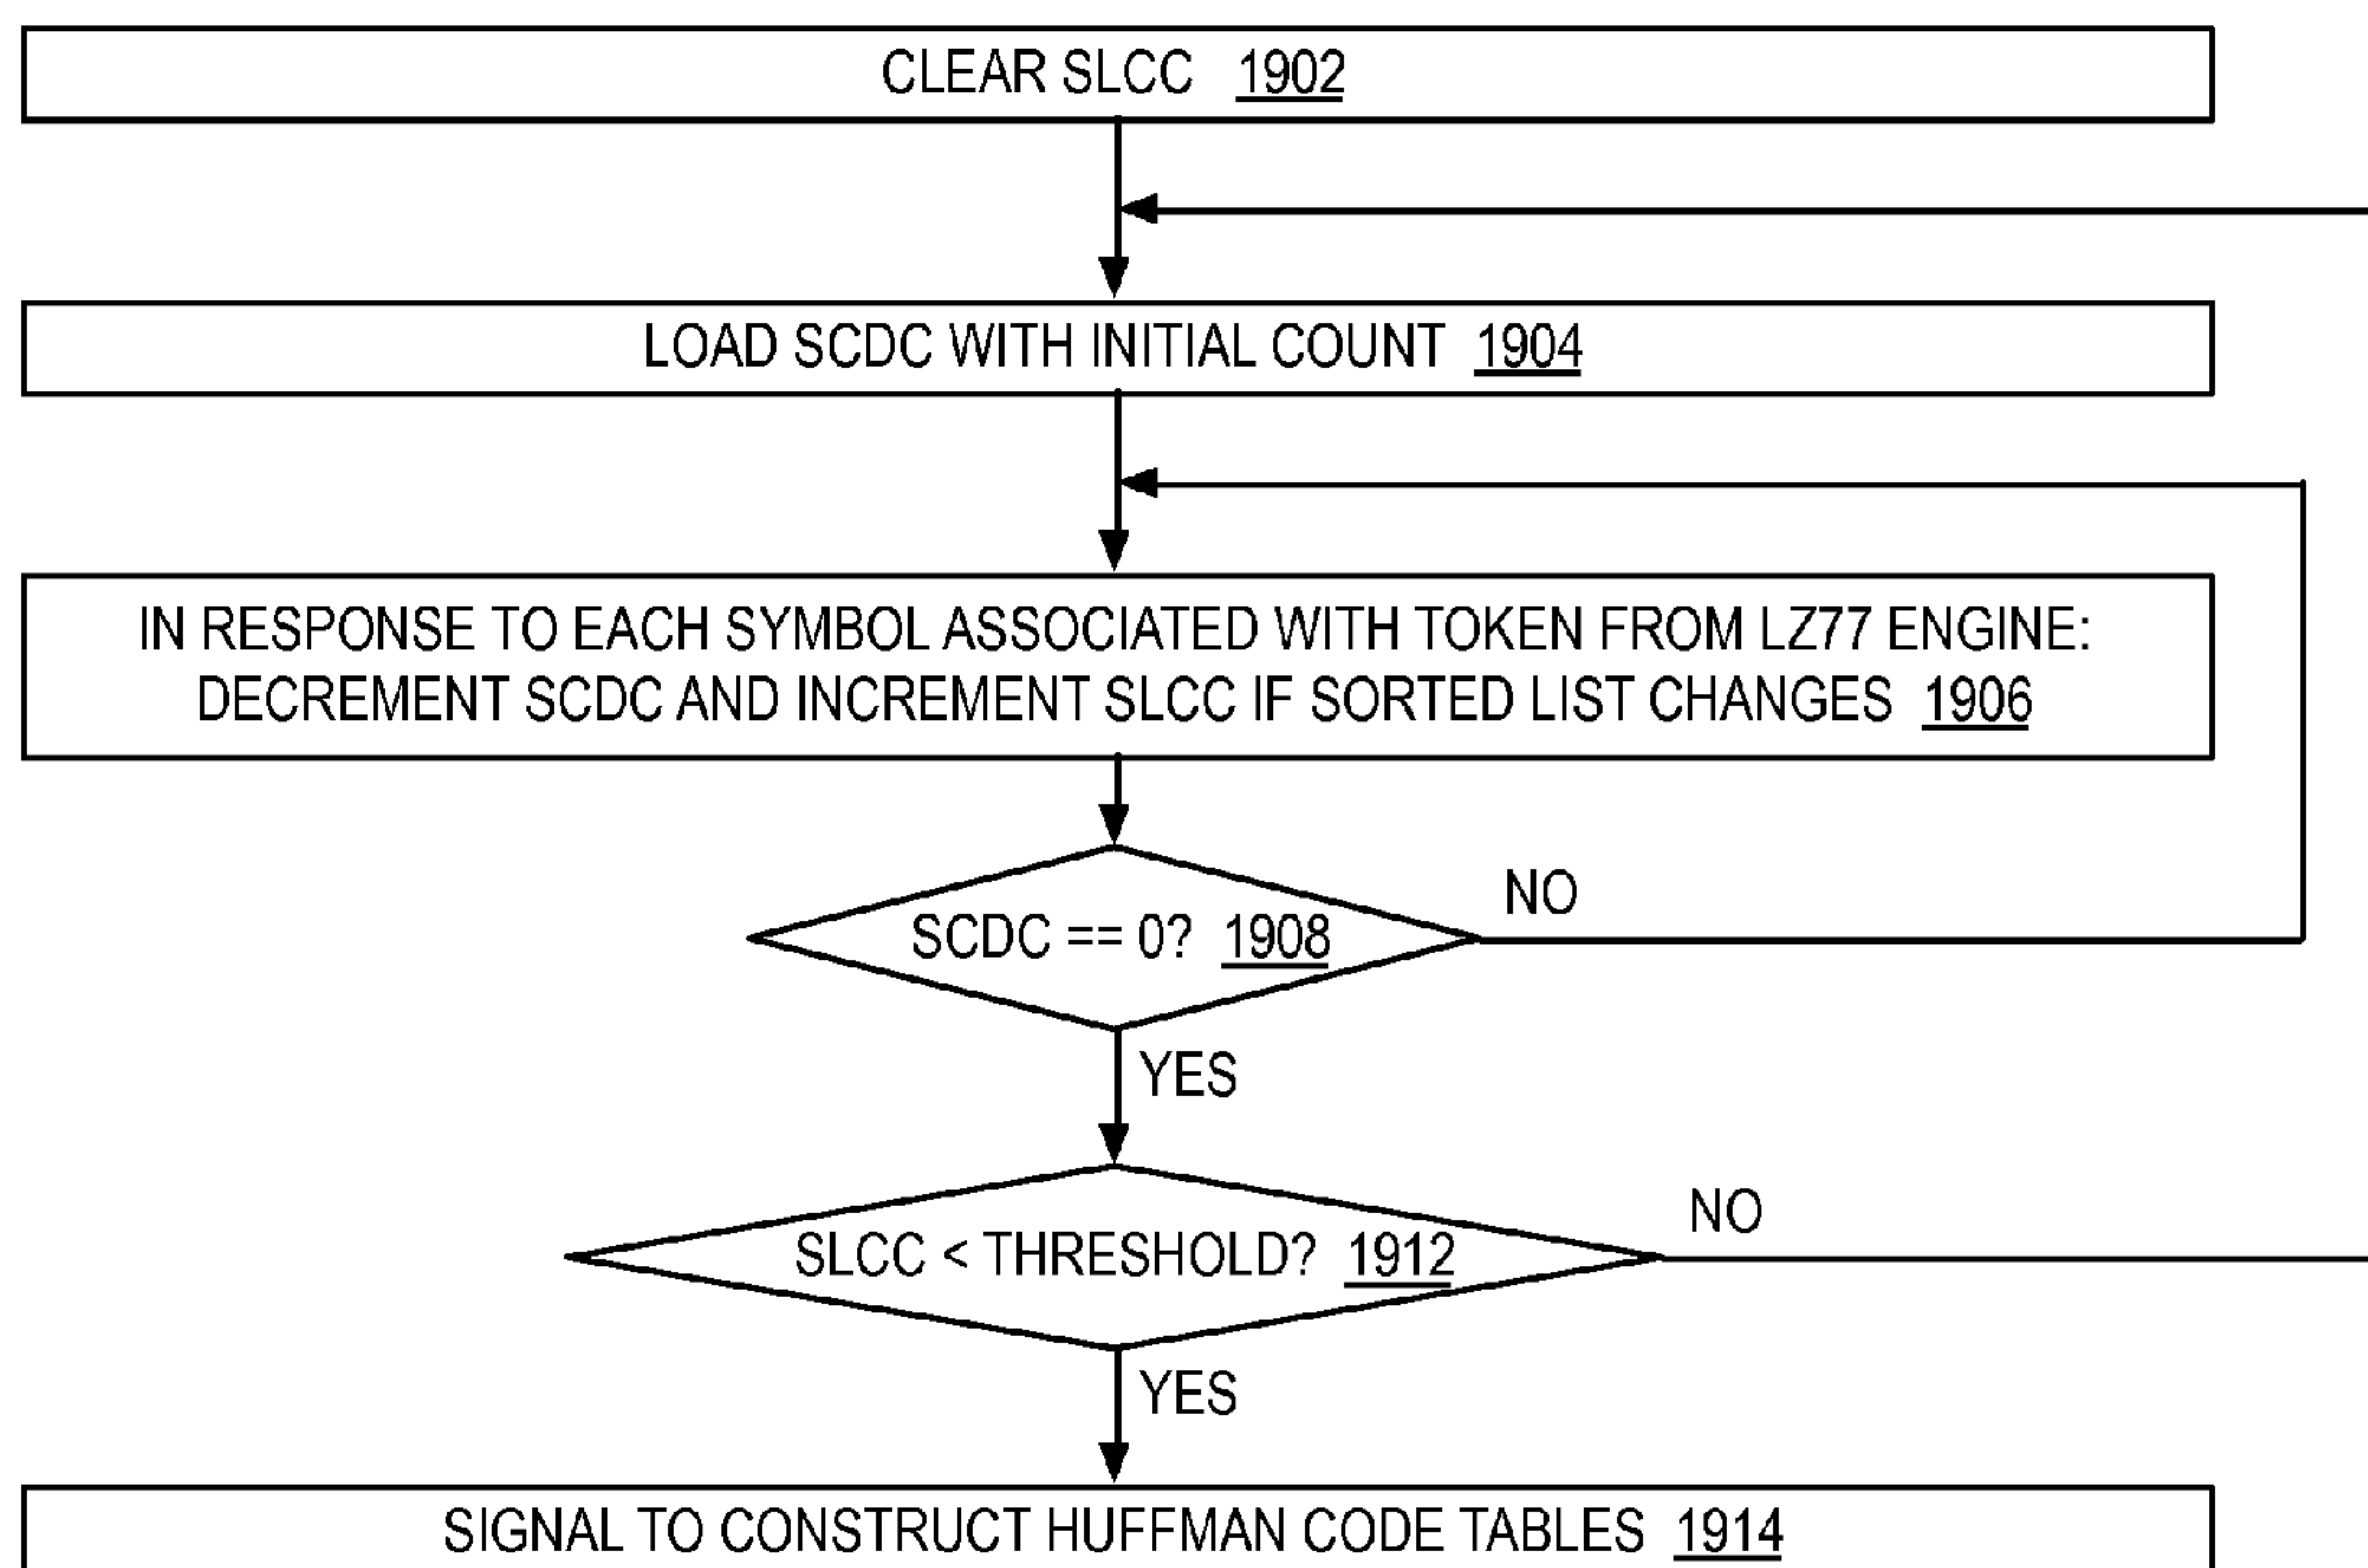 CLEAR SLCC 1902
LOAD SCDC WITH INITIAL COUNT 1904
IN RESPONSE TO EACH SYMBOL ASSOCIATED WITH TOKEN FROM LZ77 ENGINE:
DECREMENT SCDC AND INCREMENT SLCC IF SORTED LIST CHANGES 1906
NO
SCDC == 0? 1908
YES
NO
SLCC < THRESHOLD? 1912
YES
SIGNAL TO CONSTRUCT HUFFMAN CODE TABLES 1914